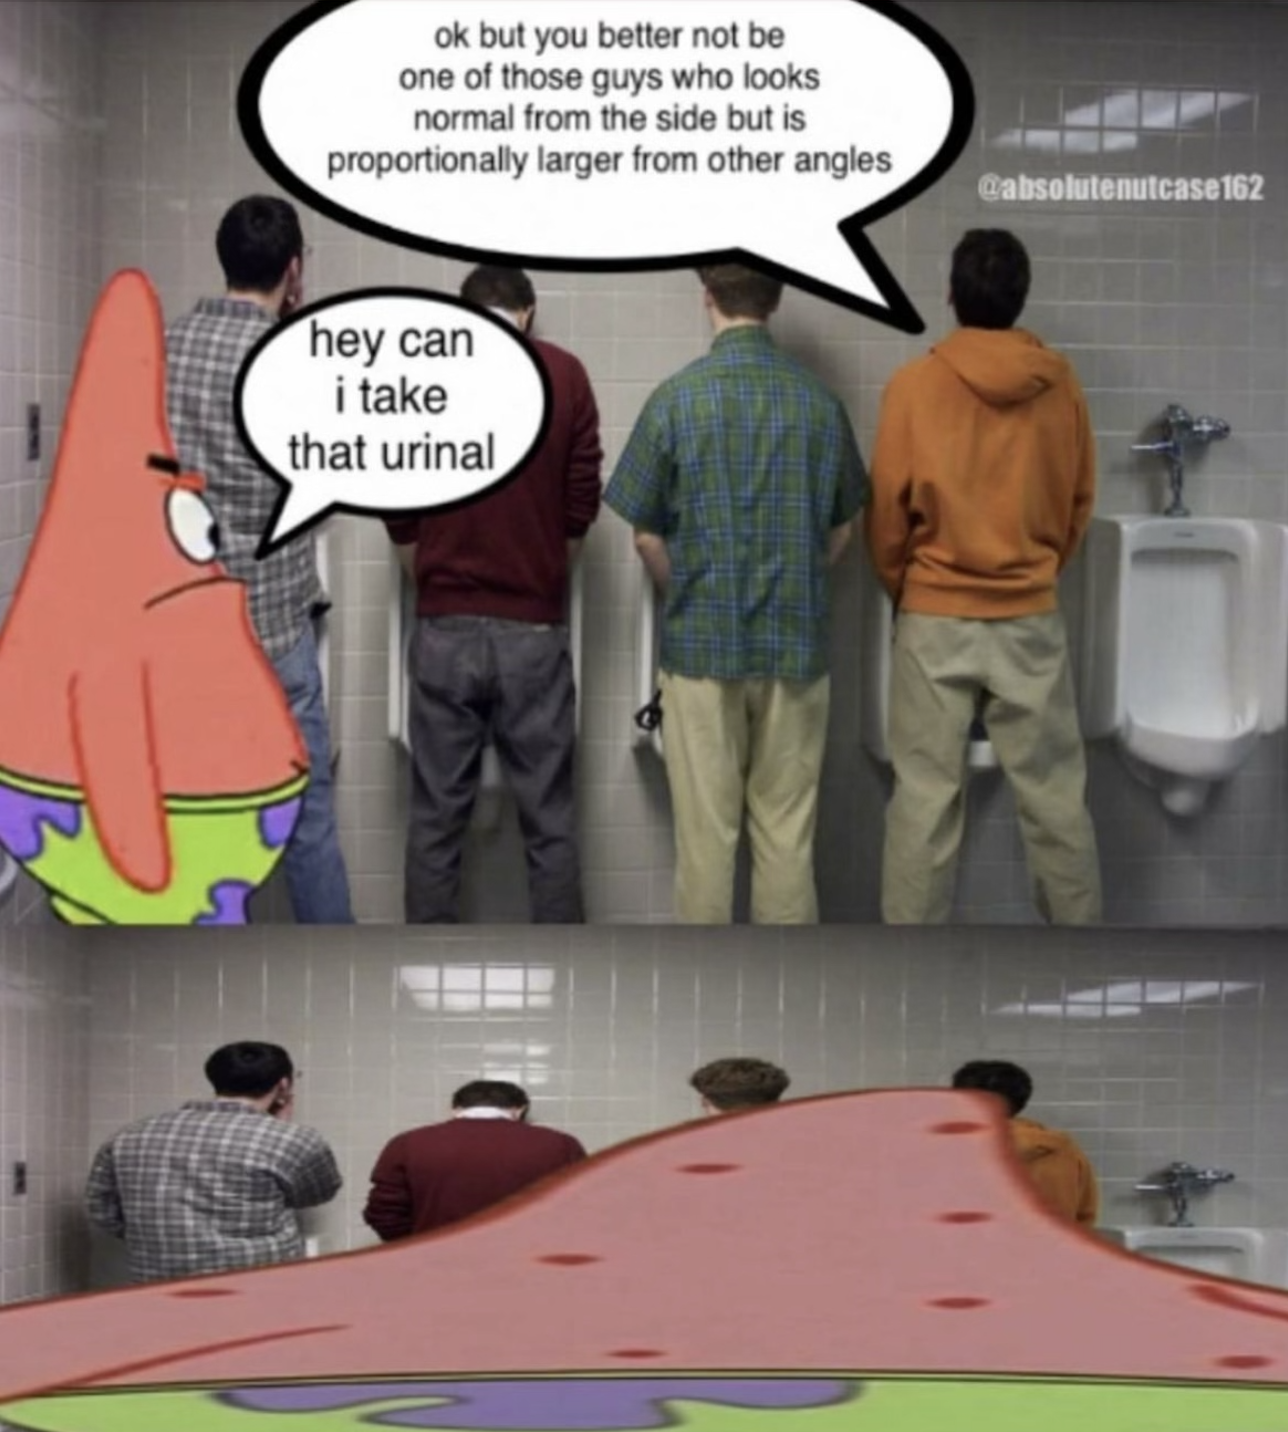 ok but you better not be
one of those guys who looks
normal from the side but is
proportionally larger from other angles
@absolutenutcase162
hey can
i take
that urinal